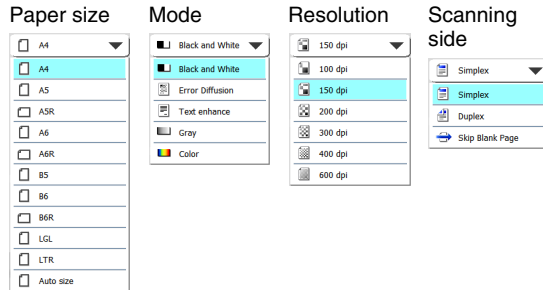 Paper size
A4
A4
A5
A5R
A6
A6R
B5
B6
B6R
LGL
LTR
Auto size
Mode
Black and White
Black and White
Error Diffusion
Text enhance
Gray
Color
Resolution
150 dpi
100 dpi
150 dpi
200 dpi
300 dpi
400 dpi
600 dpi
Scanning
side
Simplex
Simplex
Duplex
Skip Blank Page